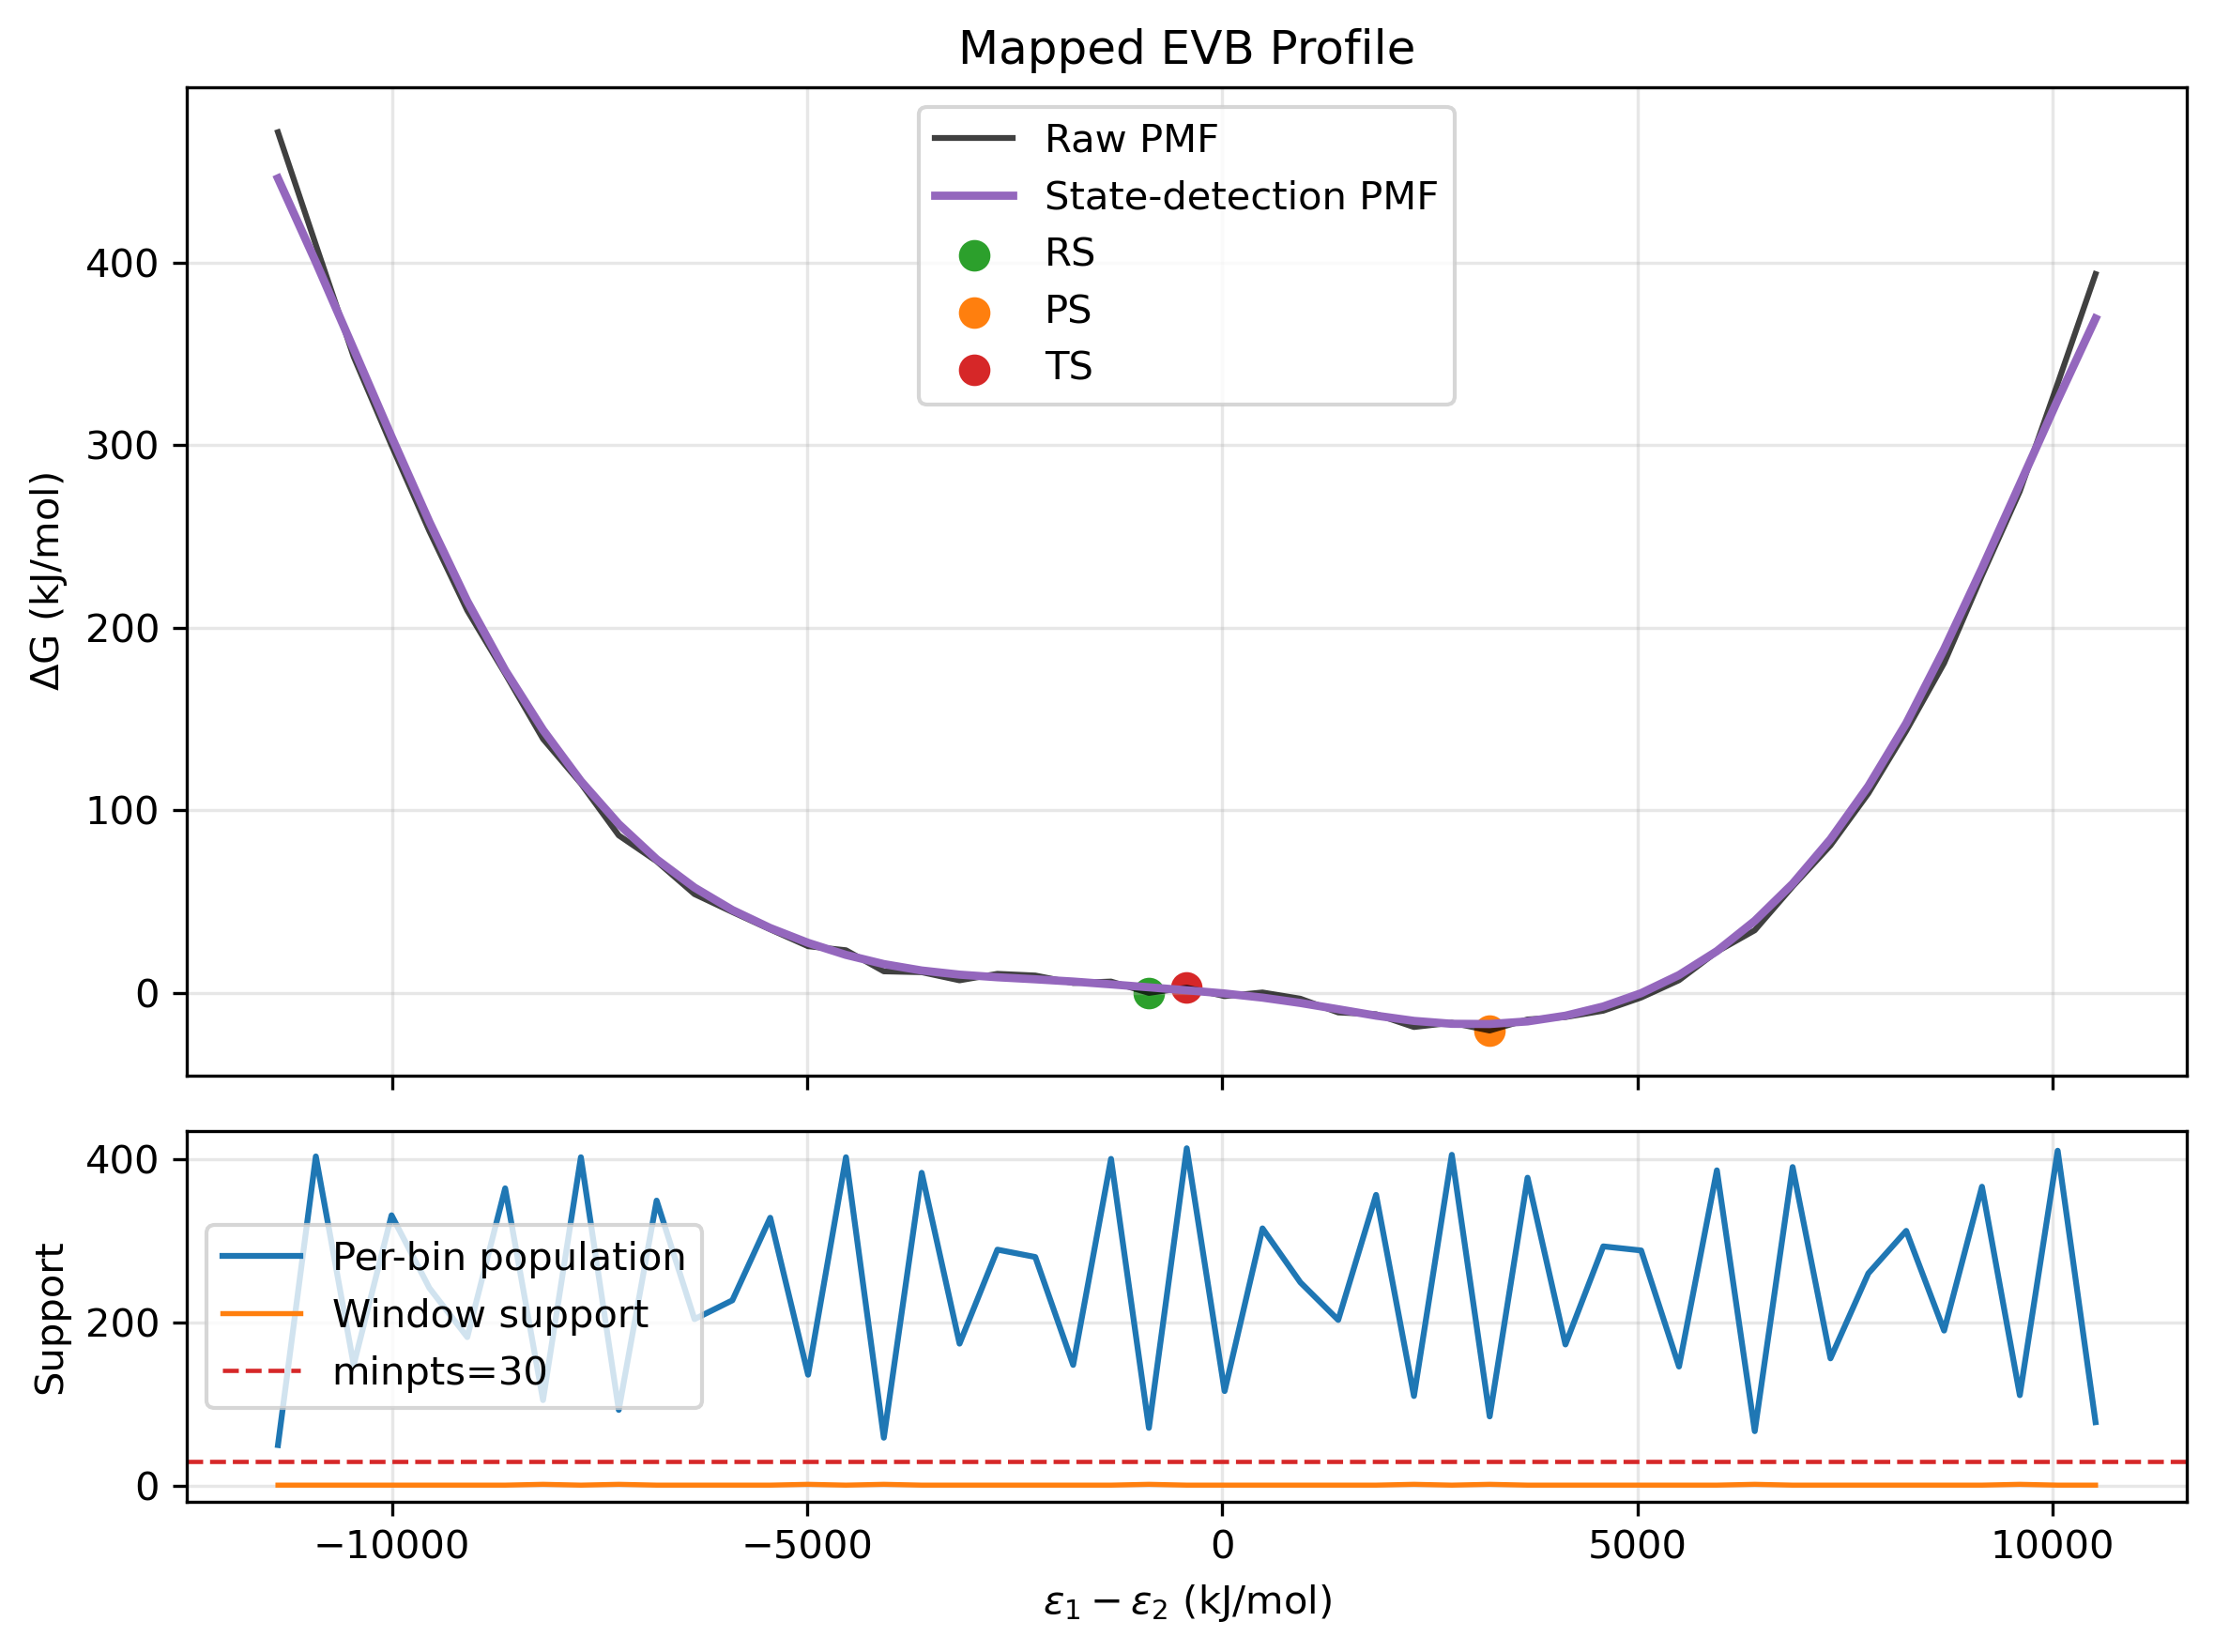 Mapped EVB Profile
Raw PMF
State-detection PMF
RS
PS
TS
400
300
200
100
0
ΔG (kJ/mol)
400
200
0
Support
Per-bin population
Window support
minpts=30
−10000
−5000
0
5000
10000
ε₁ − ε₂ (kJ/mol)